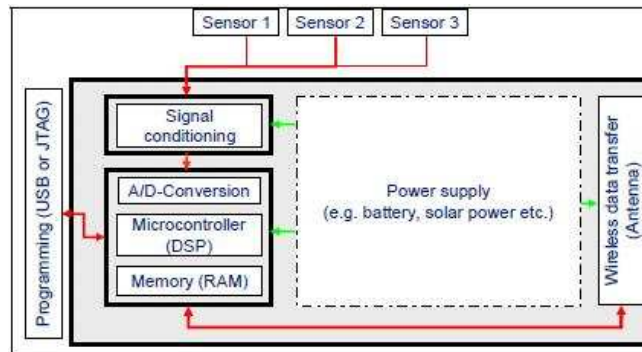 Sensor 1
Sensor 2
Sensor 3
Programming (USB or JTAG)
Signal
conditioning
A/D-Conversion
Microcontroller
(DSP)
Memory (RAM)
Power supply
(e.g. battery, solar power etc.)
Wireless data transfer
(Antenna)